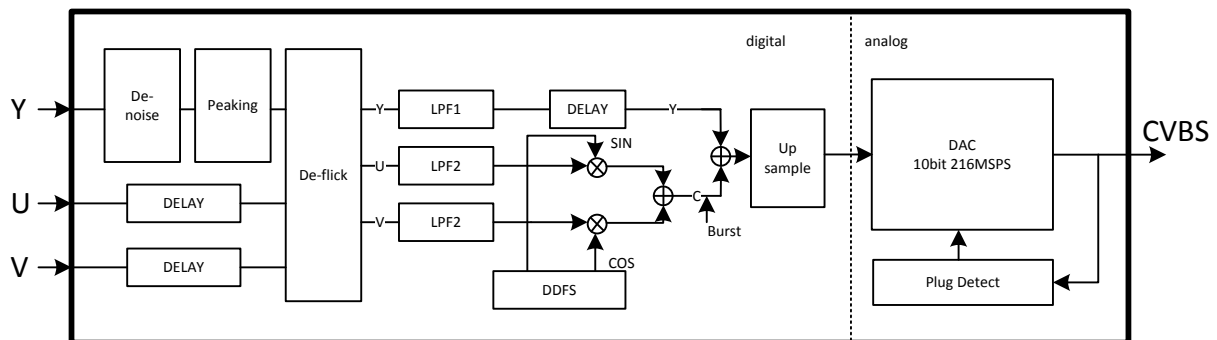 digital
analog
Y
De-
noise
Peaking
De-flick
Y
LPF1
DELAY
Y
SIN
U
LPF2
V
LPF2
C
Burst
Up
sample
DAC
10bit 216MSPS
CVBS
U
DELAY
V
DELAY
COS
DDFS
Plug Detect